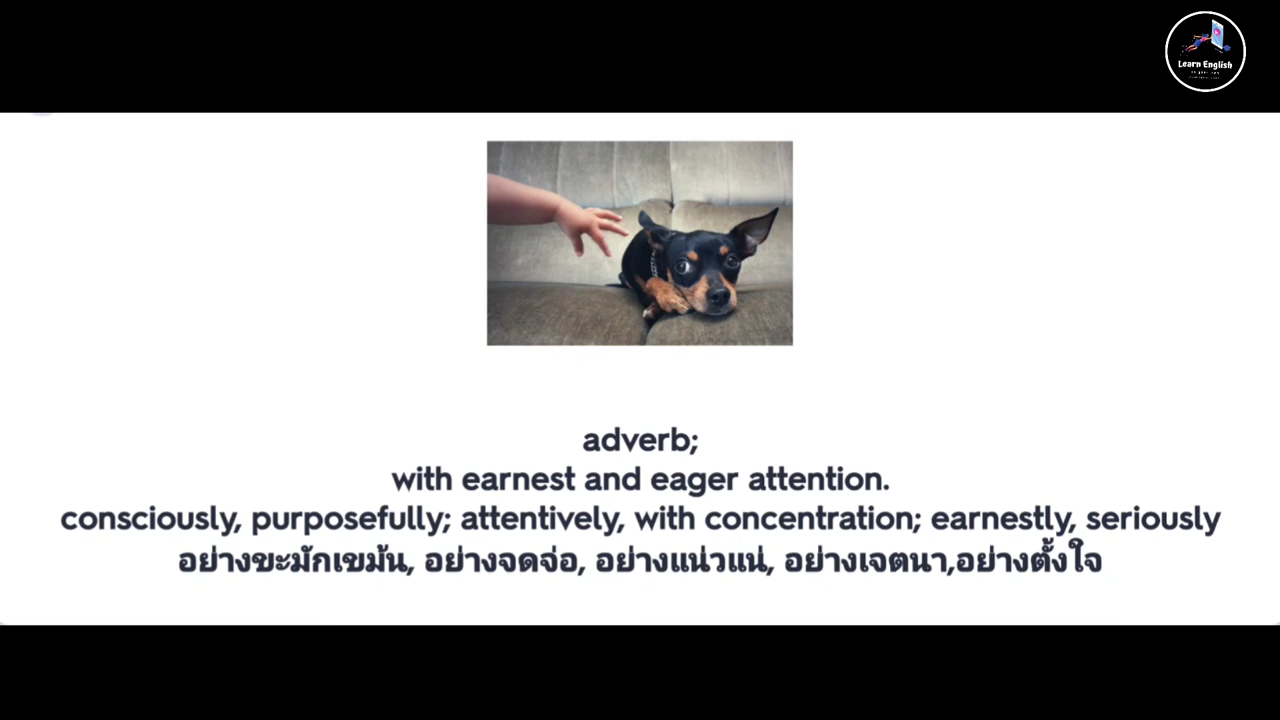 Learn English
adverb;
with earnest and eager attention.
consciously, purposefully; attentively, with concentration; earnestly, seriously
อย่างขะมักเขม้น, อย่างจดจ่อ, อย่างแน่วแน่, อย่างเจตนา,อย่างตั้งใจ